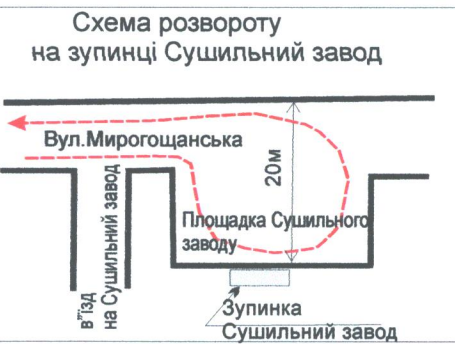 Схема розвороту
на зупинці Сушильний завод
Вул.Мирогощанська
20м
Площадка Сушильного
заводу
в"їзд
на Сушильний завод
Зупинка
Сушильний завод